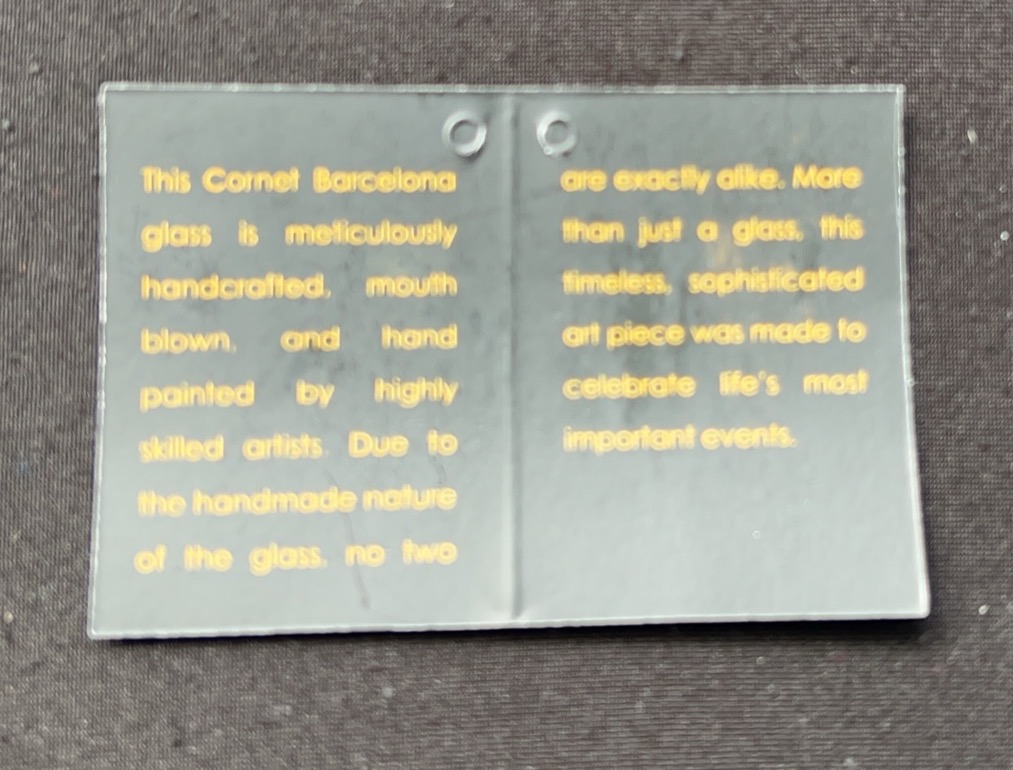 This Cornet Barcelona
glass is meticulously
handcrafted, mouth
blown, and hand
painted by highly
skilled artists. Due to
the handmade nature
of the glass, no two
are exactly alike. More
than just a glass, this
timeless, sophisticated
art piece was made to
celebrate life's most
important events.